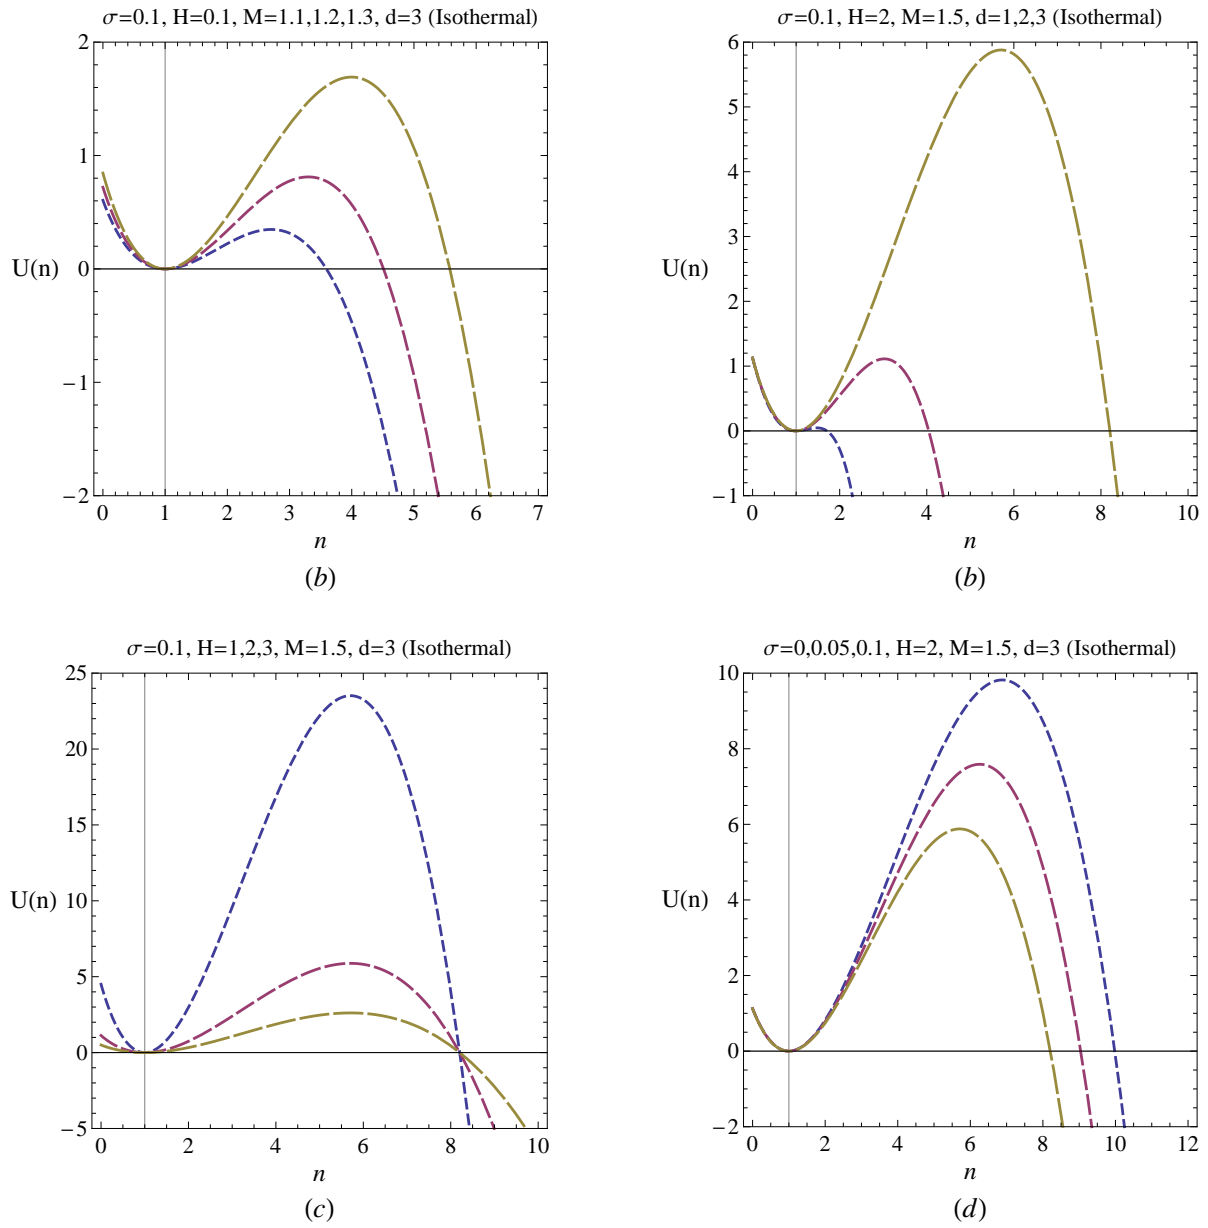 σ=0.1, H=0.1, M=1.1,1.2,1.3, d=3 (Isothermal)
2
1
0
−1
−2
U(n)
0 1 2 3 4 5 6 7
n
(b)
σ=0.1, H=2, M=1.5, d=1,2,3 (Isothermal)
6
5
4
3
2
1
0
−1
U(n)
0 2 4 6 8 10
n
(b)
σ=0.1, H=1,2,3, M=1.5, d=3 (Isothermal)
25
20
15
10
5
0
−5
U(n)
0 2 4 6 8 10
n
(c)
σ=0,0.05,0.1, H=2, M=1.5, d=3 (Isothermal)
10
8
6
4
2
0
−2
U(n)
0 2 4 6 8 10 12
n
(d)